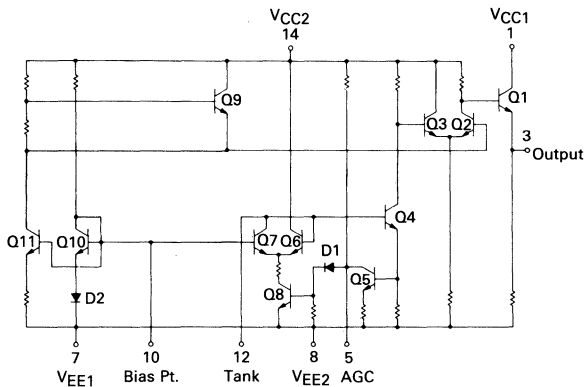 VCC2
14
VCC1
1
Q9
Q1
Q3 Q2
3
Output
Q4
Q11
Q10
Q7 Q6
D1
Q5
Q8
D2
7
10
12
8
5
VEE1
Bias Pt.
Tank
VEE2
AGC